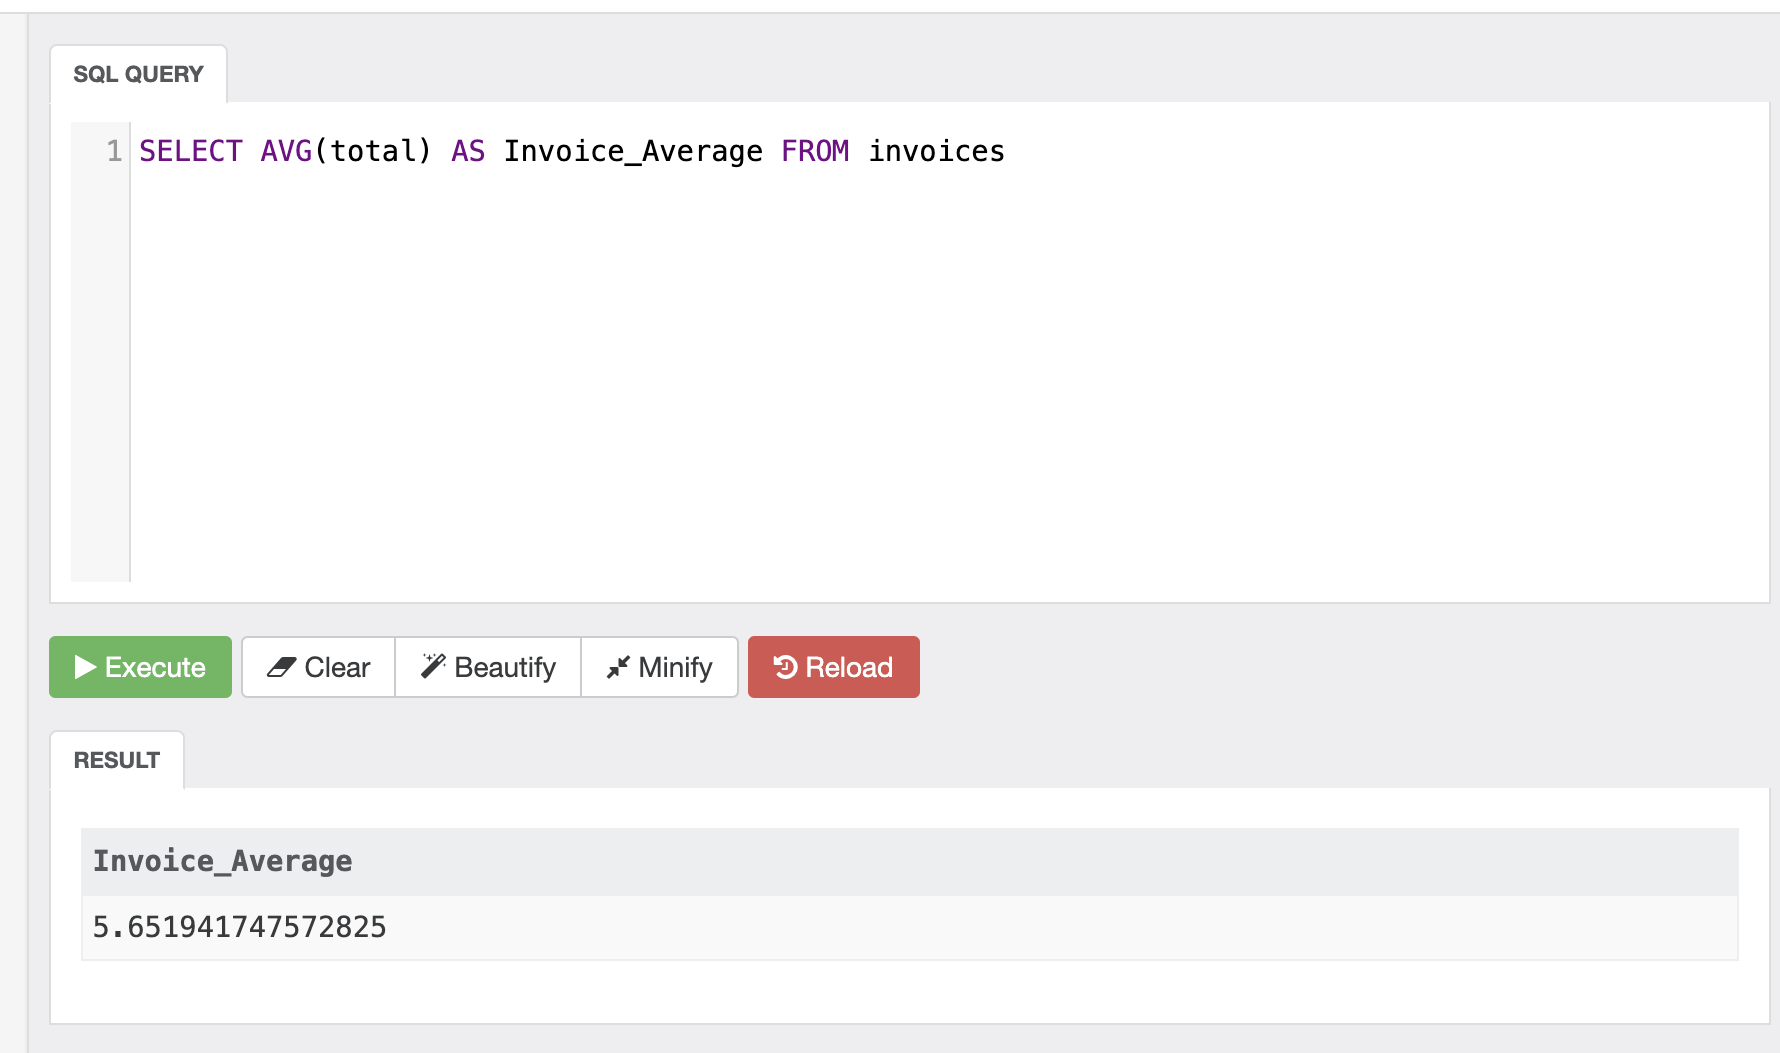 SQL QUERY
1 SELECT AVG(total) AS Invoice_Average FROM invoices
Execute Clear Beautify Minify Reload
RESULT
Invoice_Average
5.651941747572825